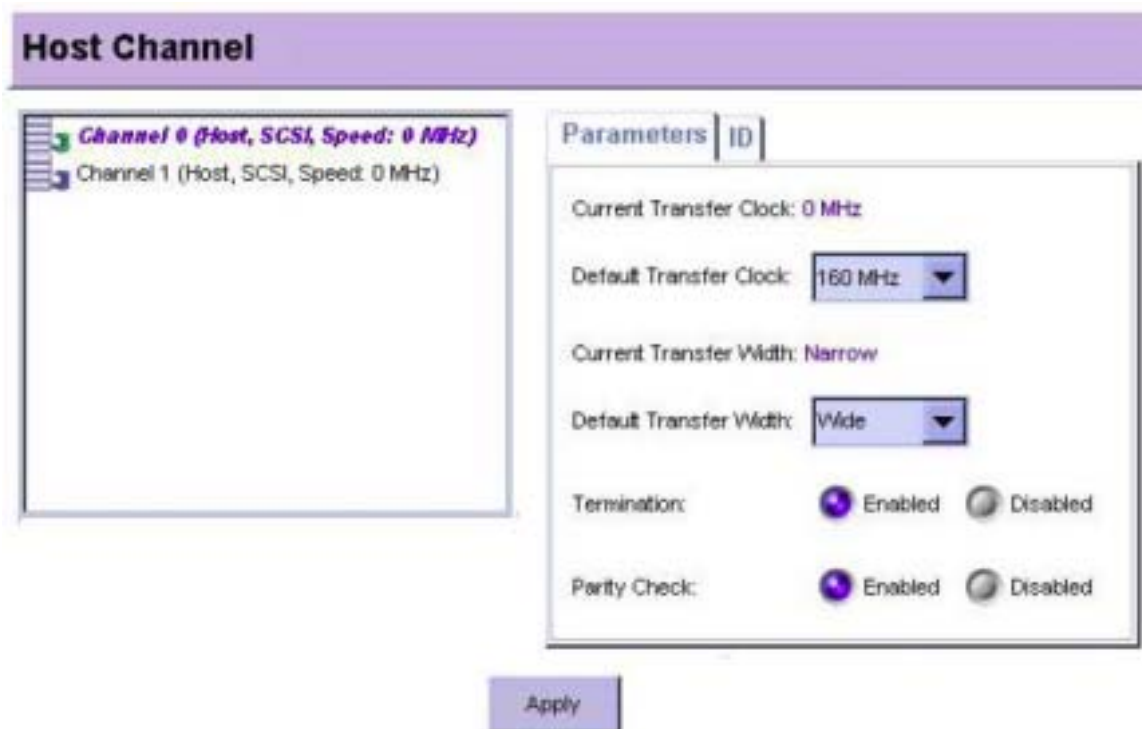 Host Channel
Channel 0 (Host, SCSI, Speed: 0 MHz)
Channel 1 (Host, SCSI, Speed: 0 MHz)
Parameters
ID
Current Transfer Clock: 0 MHz
Default Transfer Clock: 160 MHz
Current Transfer Width: Narrow
Default Transfer Width: Wide
Termination: Enabled Disabled
Parity Check: Enabled Disabled
Apply